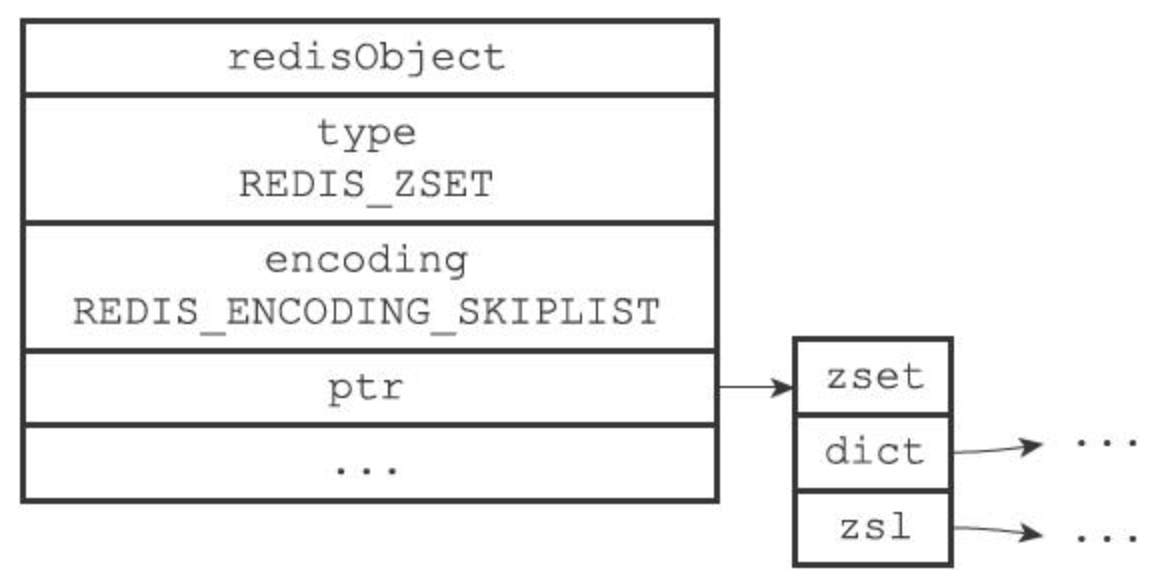 redisObject
type
REDIS_ZSET
encoding
REDIS_ENCODING_SKIPLIST
ptr
...
zset
dict
...
zsl
...